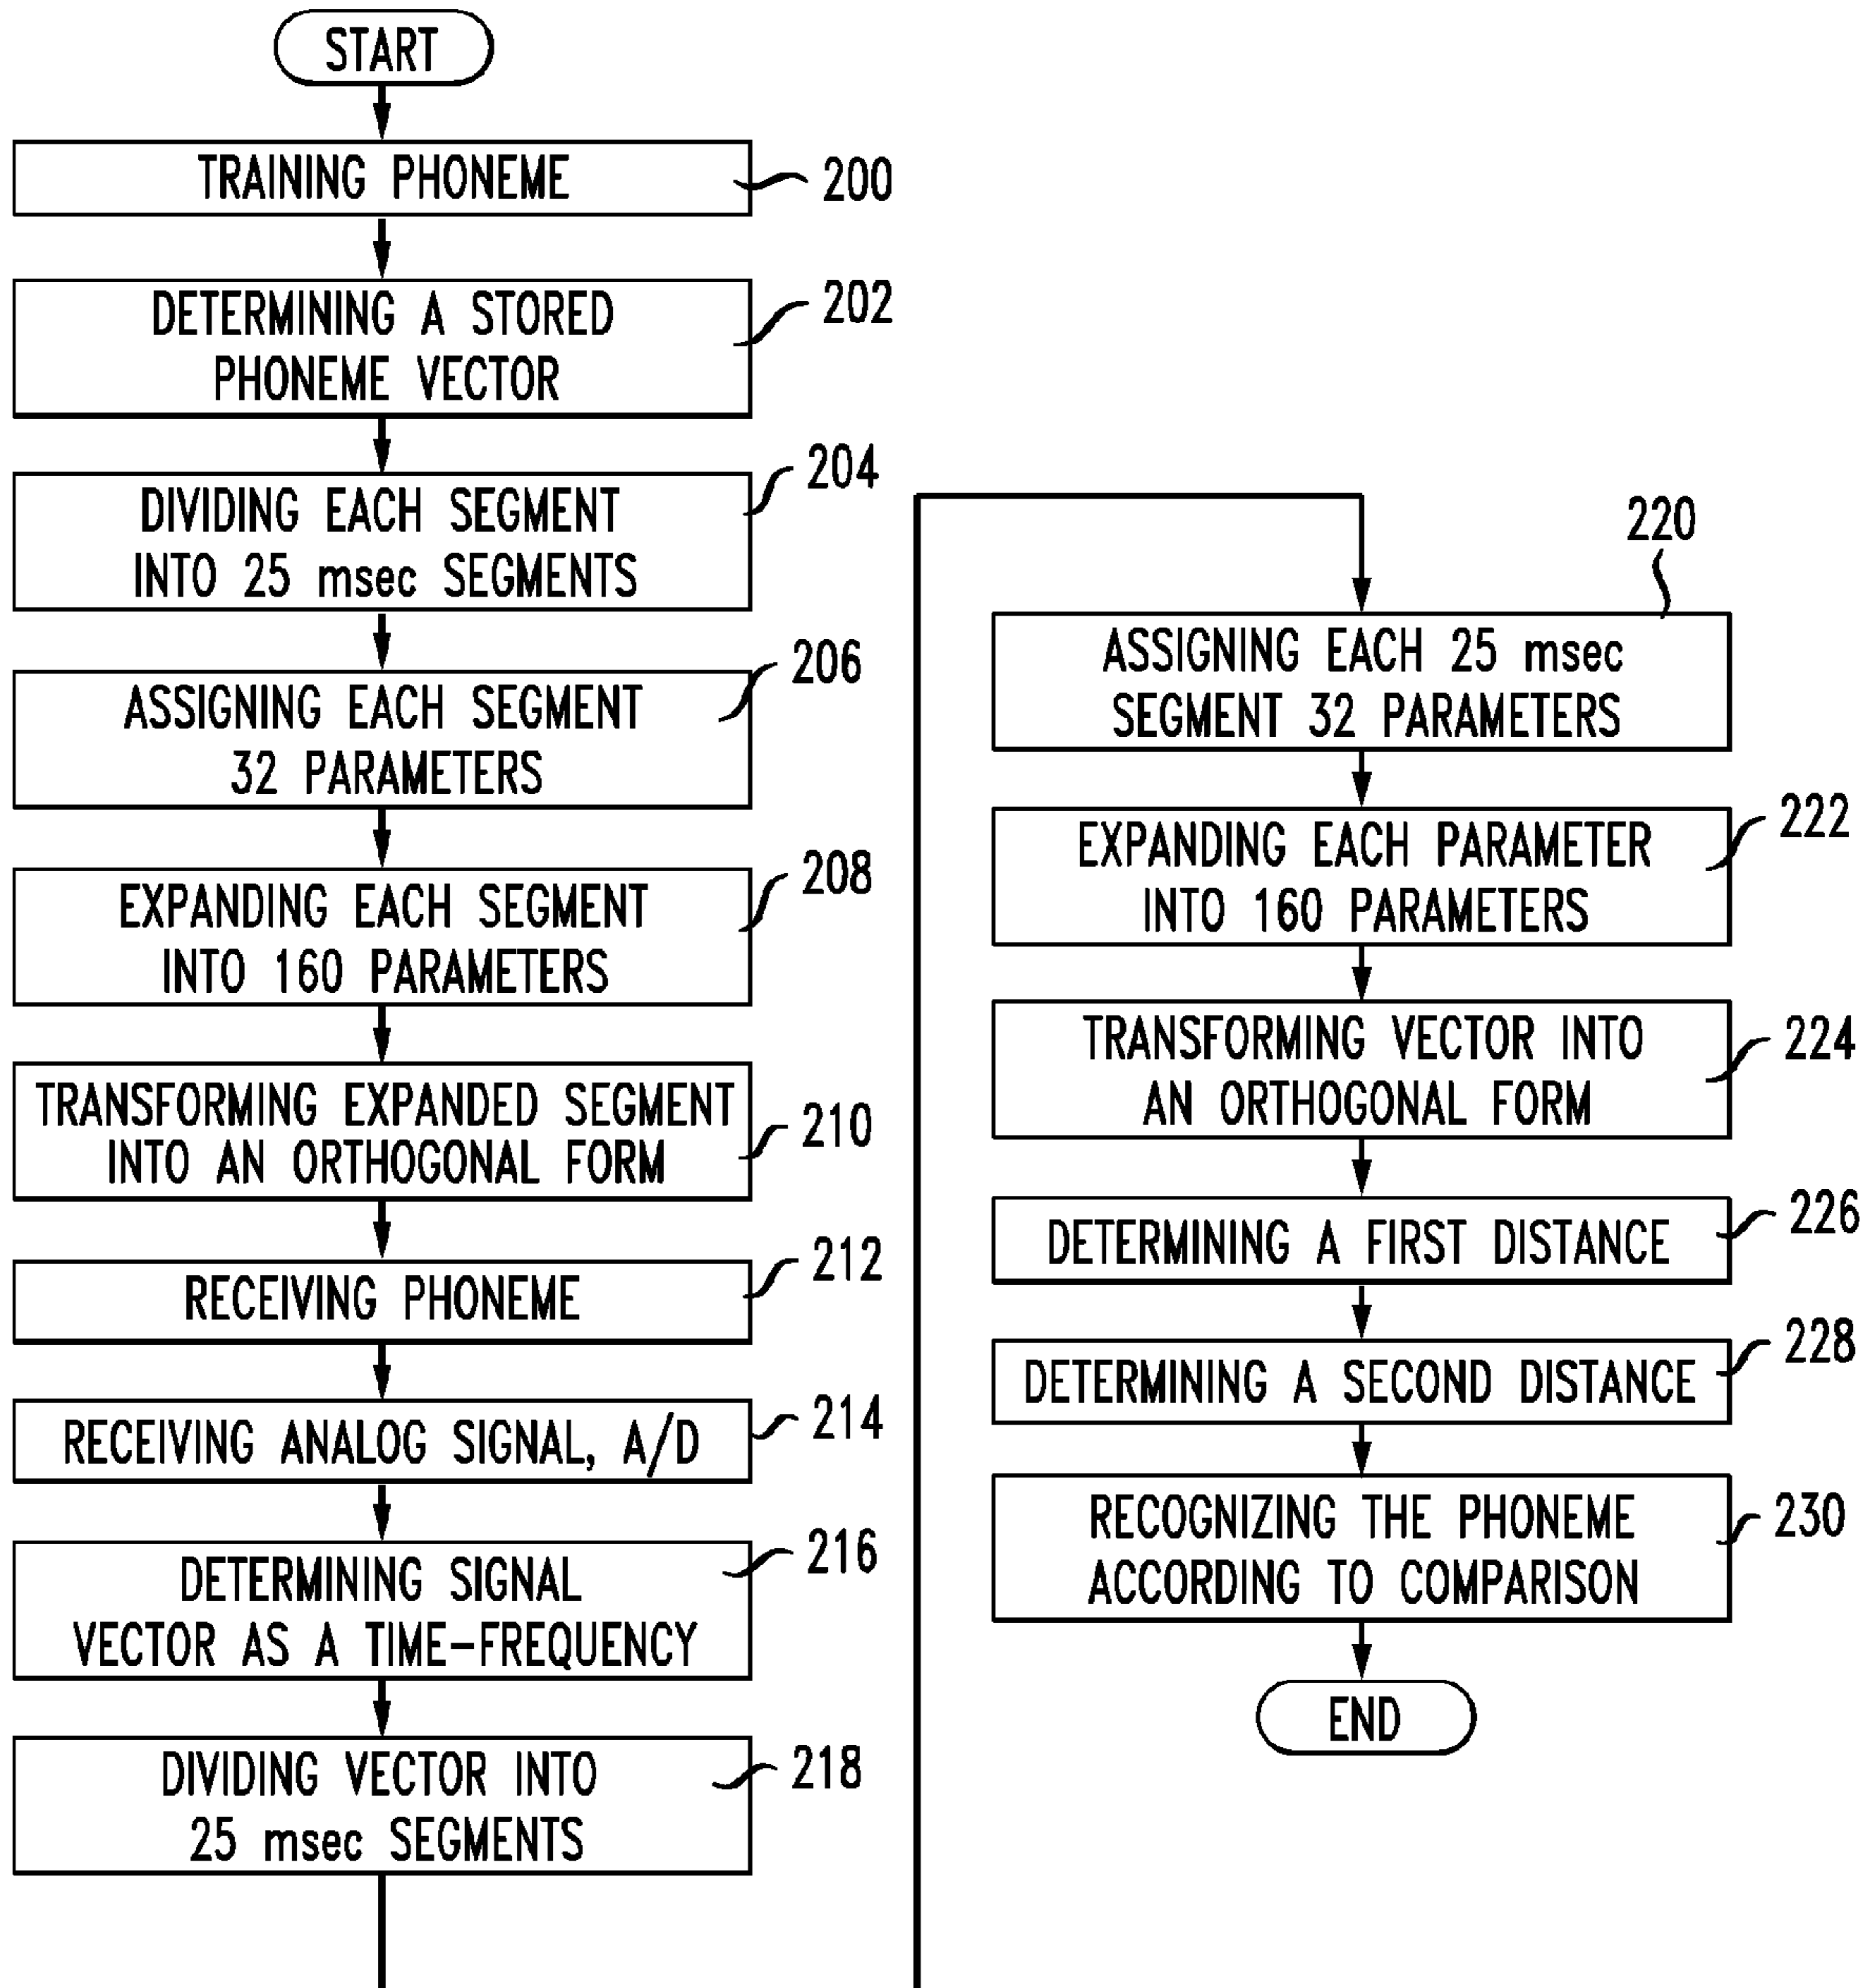 START
TRAINING PHONEME
200
DETERMINING A STORED
PHONEME VECTOR
202
DIVIDING EACH SEGMENT
INTO 25 msec SEGMENTS
204
ASSIGNING EACH SEGMENT
32 PARAMETERS
206
EXPANDING EACH SEGMENT
INTO 160 PARAMETERS
208
TRANSFORMING EXPANDED SEGMENT
INTO AN ORTHOGONAL FORM
210
RECEIVING PHONEME
212
RECEIVING ANALOG SIGNAL, A/D
214
DETERMINING SIGNAL
VECTOR AS A TIME-FREQUENCY
216
DIVIDING VECTOR INTO
25 msec SEGMENTS
218
220
ASSIGNING EACH 25 msec
SEGMENT 32 PARAMETERS
EXPANDING EACH PARAMETER
INTO 160 PARAMETERS
222
TRANSFORMING VECTOR INTO
AN ORTHOGONAL FORM
224
DETERMINING A FIRST DISTANCE
226
DETERMINING A SECOND DISTANCE
228
RECOGNIZING THE PHONEME
ACCORDING TO COMPARISON
230
END